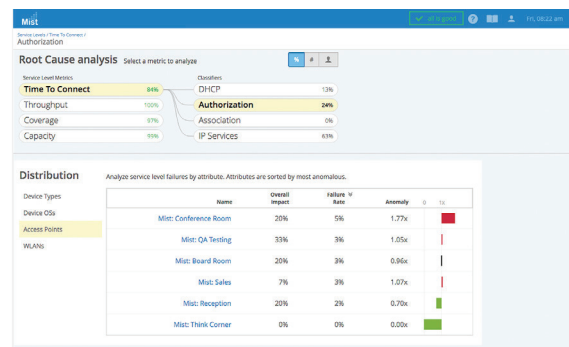 Mist
all is good ? Fri, 08:22 am
Service Levels / Time To Connect /
Authorization
Root Cause analysis Select a metric to analyze % #
Service Level Metrics Classifiers
Time To Connect 94% DHCP 13%
Throughput 100% Authorization 24%
Coverage 97% Association 0%
Capacity 99% IP Services 63%
Distribution Analyze service level failures by attribute. Attributes are sorted by most anomalous.
Device Types
Device OSs
Access Points
WLANs
Name Overall Impact Failure Rate Anomaly 0 1x
Mist: Conference Room 20% 5% 1.77x
Mist: QA Testing 33% 3% 1.05x
Mist: Board Room 20% 3% 0.96x
Mist: Sales 7% 3% 1.07x
Mist: Reception 20% 2% 0.70x
Mist: Think Corner 0% 0% 0.00x